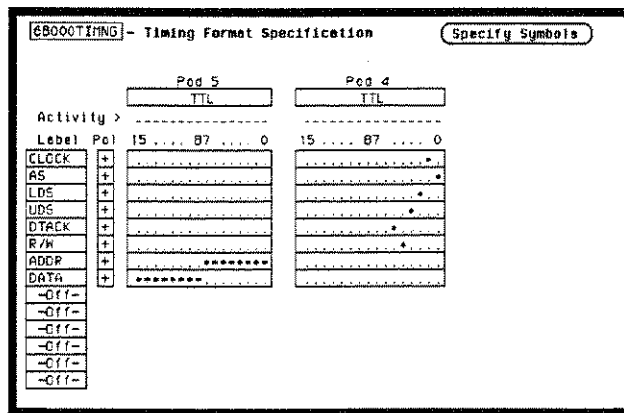 68000TIMNG - Timing Format Specification Specify Symbols
Pod 5 Pod 4
TTL TTL
Activity > ---------------- ----------------
Label Pol 15 .... 87 .... 0 15 .... 87 .... 0
CLOCK + ................ ..............*.
AS + ................ ...............*
LDS + ................ .............*..
UDS + ................ ............*...
DTACK + ................ ..........*.....
R/W + ................ ...........*....
ADDR + ........******** ................
DATA + ********........ ................
-Off-
-Off-
-Off-
-Off-
-Off-
-Off-